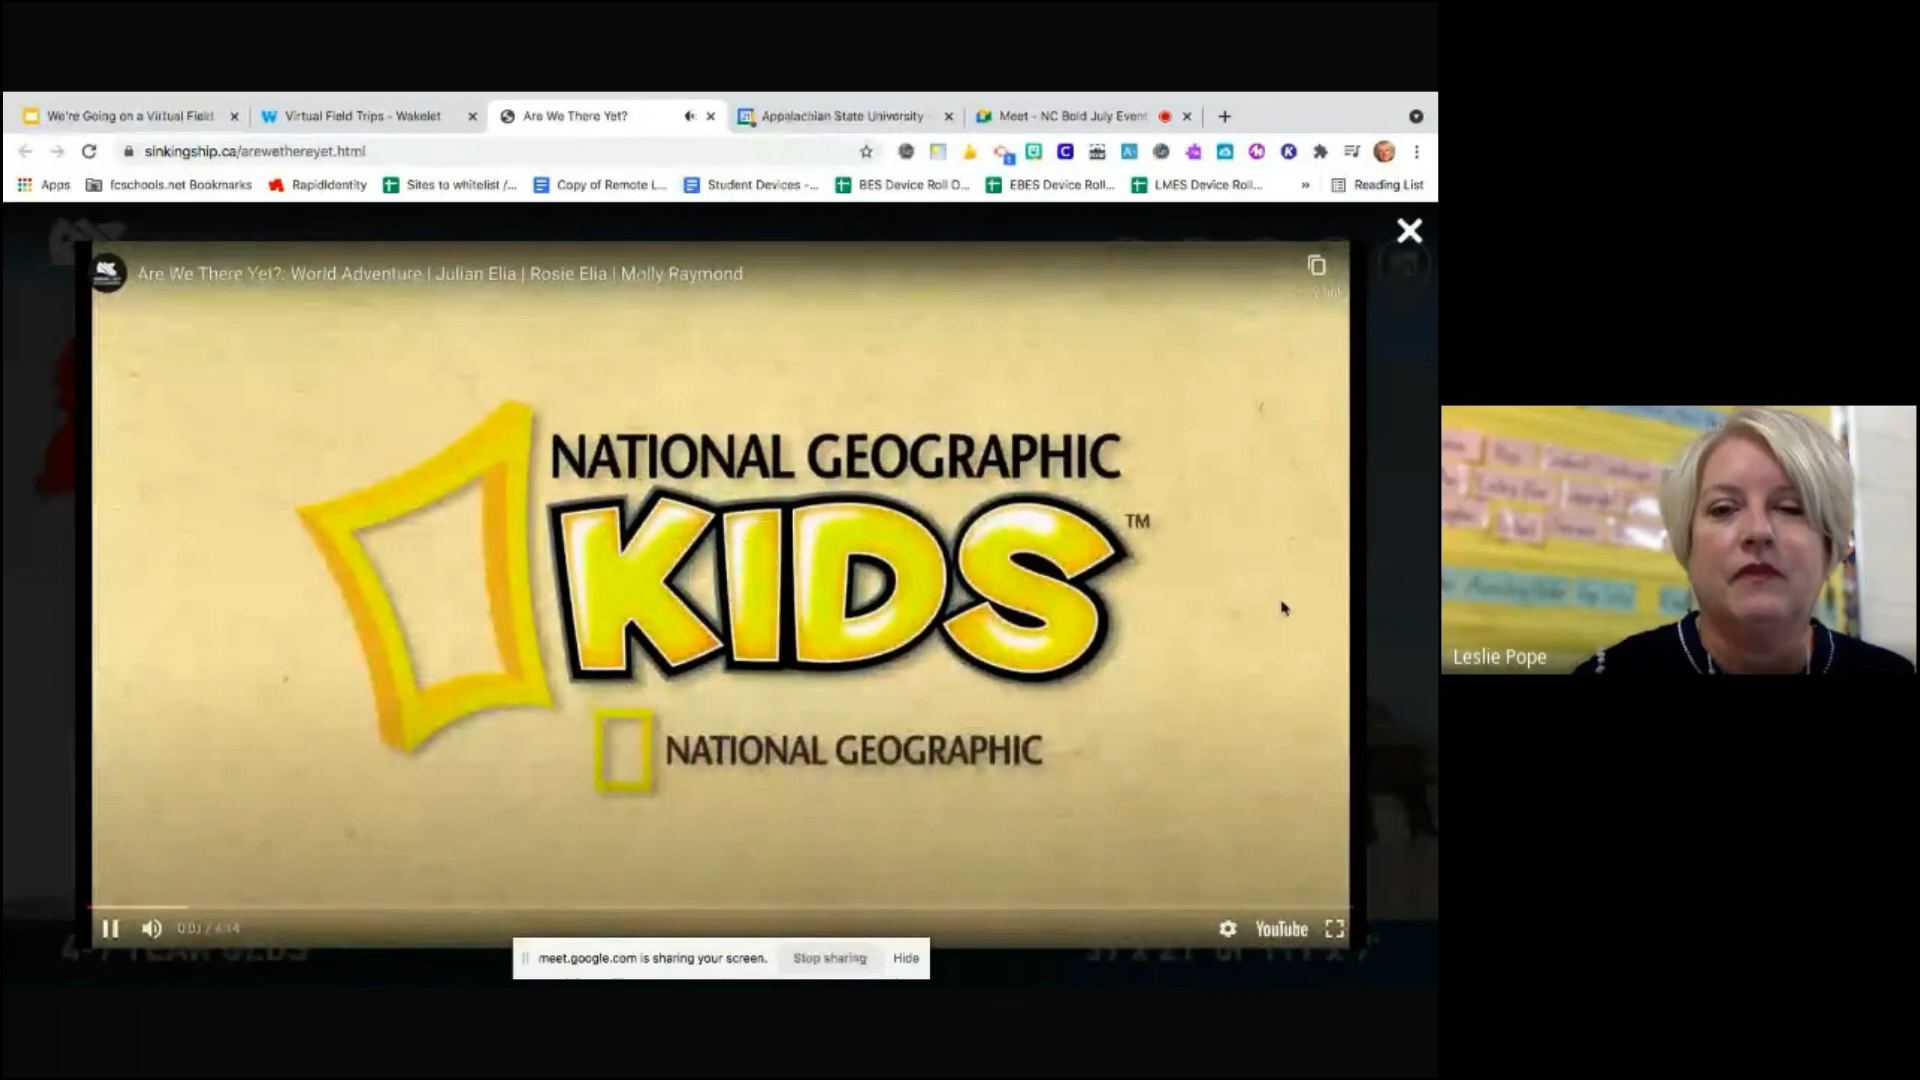 We're Going on a Virtual Field
Virtual Field Trips - Wakelet
Are We There Yet?
Appalachian State University
Meet - NC Bold July Event
sinkingship.ca/arewethereyet.html
Apps
fcschools.net Bookmarks
RapidIdentity
Sites to whitelist /...
Copy of Remote L...
Student Devices -...
BES Device Roll O...
EBES Device Roll...
LMES Device Roll...
»
Reading List
Are We There Yet?: World Adventure | Julian Elia | Rosie Elia | Molly Raymond
NATIONAL GEOGRAPHIC
KIDS™
NATIONAL GEOGRAPHIC
YouTube
meet.google.com is sharing your screen.
Stop sharing
Hide
Leslie Pope